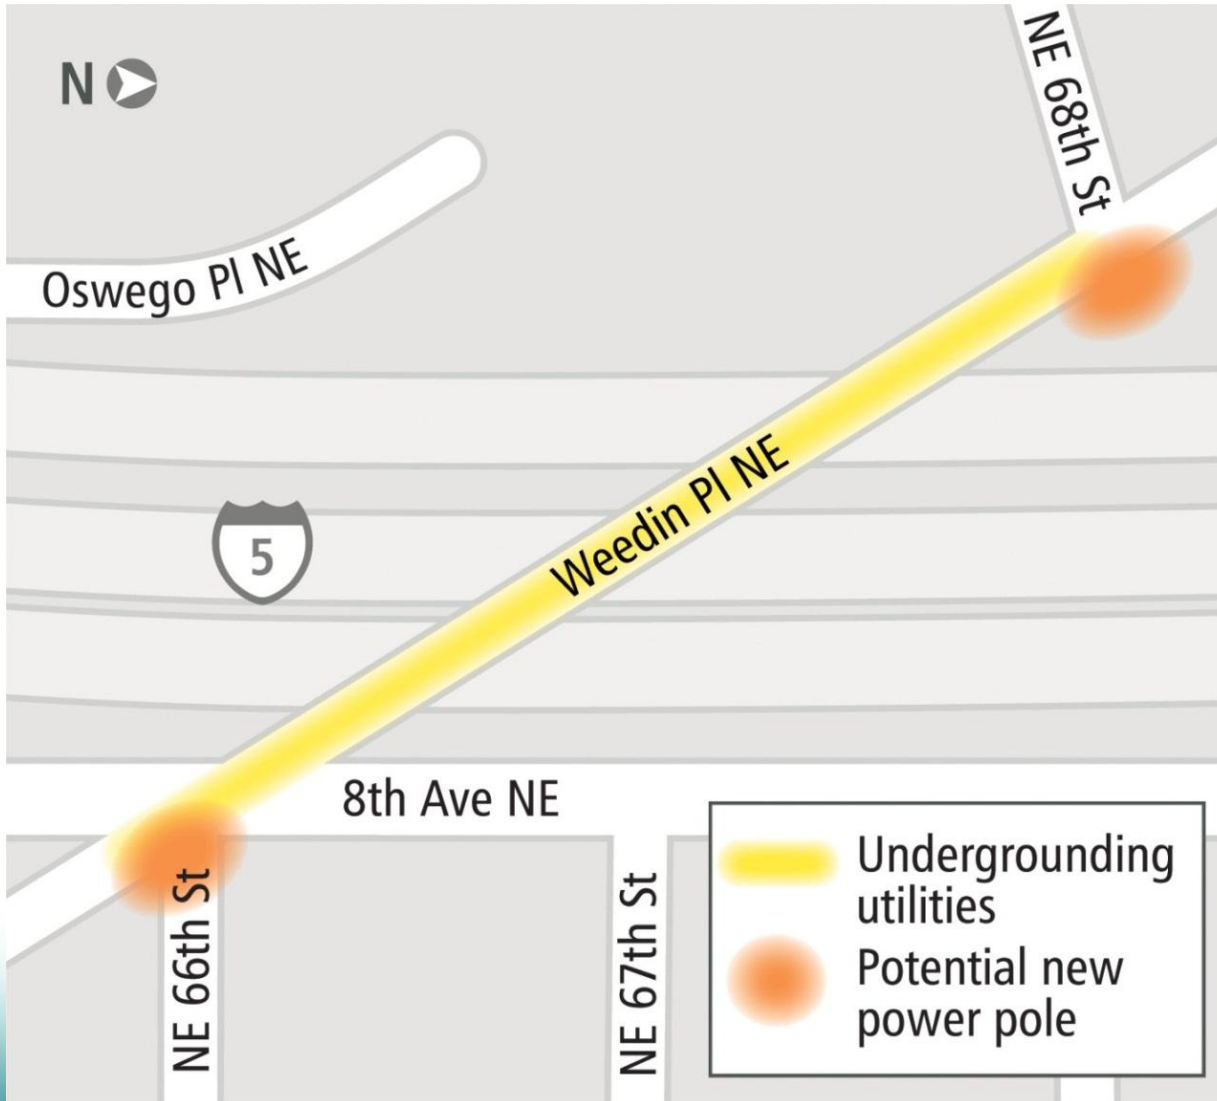 N
NE 68th St
Oswego Pl NE
Weedin Pl NE
5
8th Ave NE
NE 66th St
NE 67th St
Undergrounding
utilities
Potential new
power pole